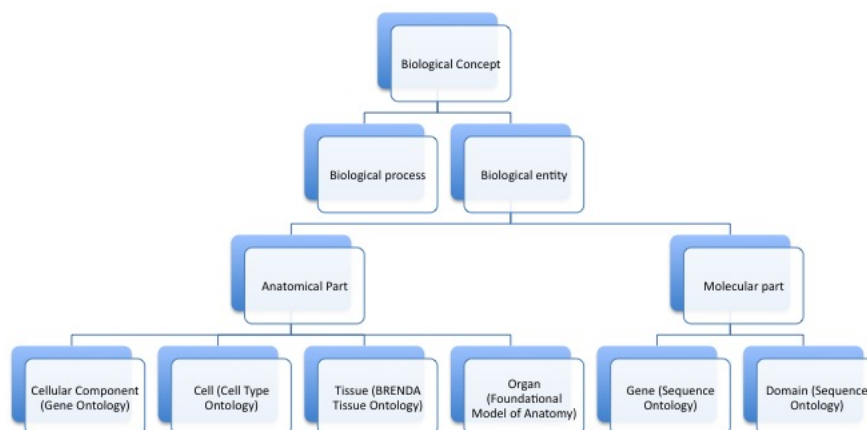 Biological Concept
Biological process
Biological entity
Anatomical Part
Molecular part
Cellular Component
(Gene Ontology)
Cell (Cell Type
Ontology)
Tissue (BRENDA
Tissue Ontology)
Organ
(Foundational
Model of Anatomy)
Gene (Sequence
Ontology)
Domain (Sequence
Ontology)